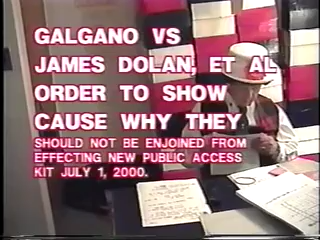 GALGANO VS
JAMES DOLAN, ET AL
ORDER TO SHOW
CAUSE WHY THEY
SHOULD NOT BE ENJOINED FROM
EFFECTING NEW PUBLIC ACCESS
KIT JULY 1, 2000.